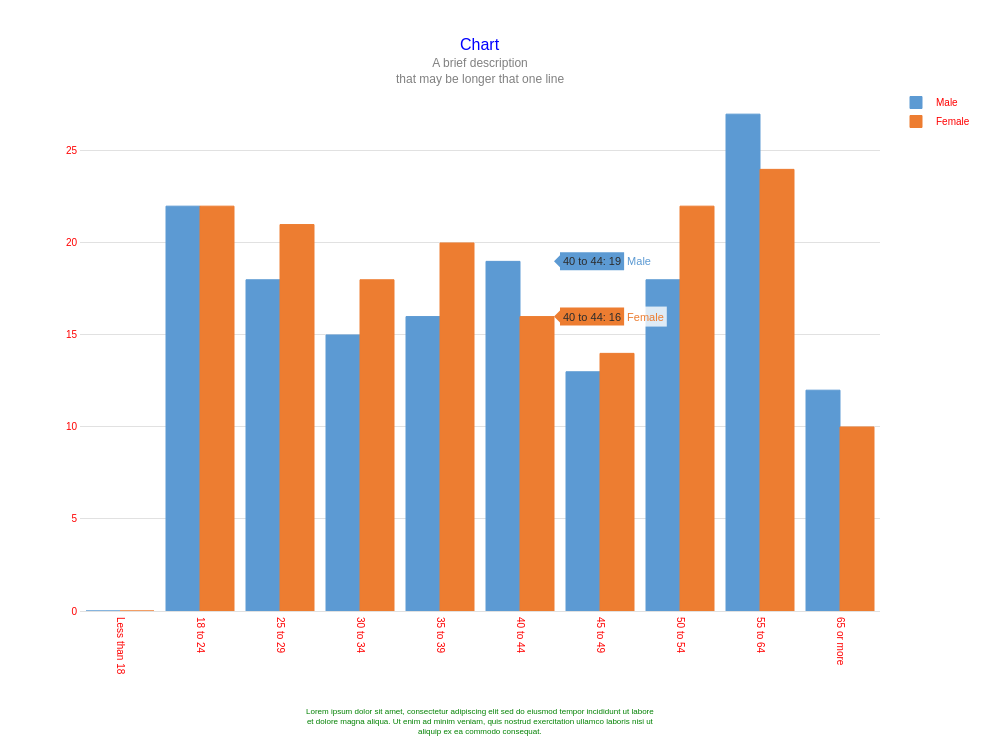 Chart
A brief description
that may be longer that one line
Male
Female
25
20
15
10
5
0
40 to 44: 19 Male
40 to 44: 16 Female
Less than 18
18 to 24
25 to 29
30 to 34
35 to 39
40 to 44
45 to 49
50 to 54
55 to 64
65 or more
Lorem ipsum dolor sit amet, consectetur adipiscing elit sed do eiusmod tempor incididunt ut labore
et dolore magna aliqua. Ut enim ad minim veniam, quis nostrud exercitation ullamco laboris nisi ut
aliquip ex ea commodo consequat.